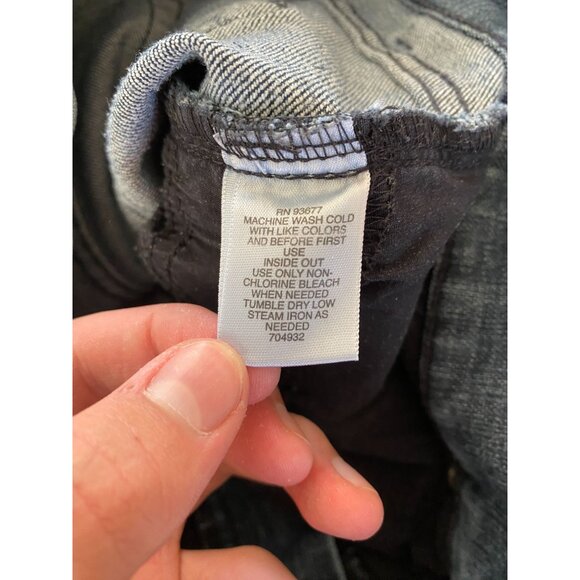 RN 93677
MACHINE WASH COLD
WITH LIKE COLORS
AND BEFORE FIRST
USE
INSIDE OUT
USE ONLY NON-
CHLORINE BLEACH
WHEN NEEDED
TUMBLE DRY LOW
STEAM IRON AS
NEEDED
704932